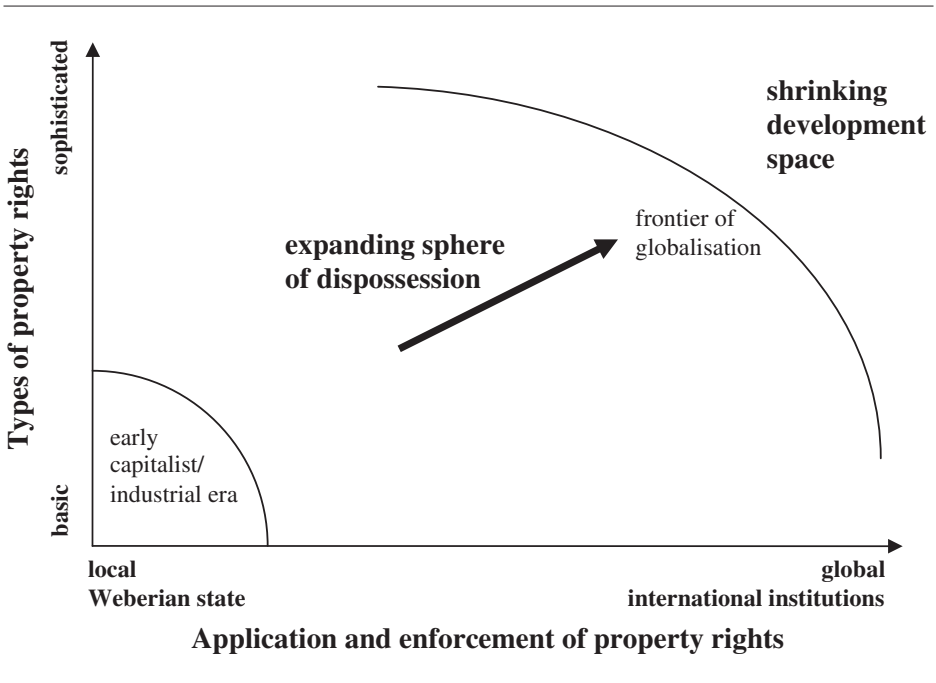 sophisticated
shrinking
development
space
frontier of
globalisation
expanding sphere
of dispossession
Types of property rights
early
capitalist/
industrial era
basic
local
Weberian state
global
international institutions
Application and enforcement of property rights